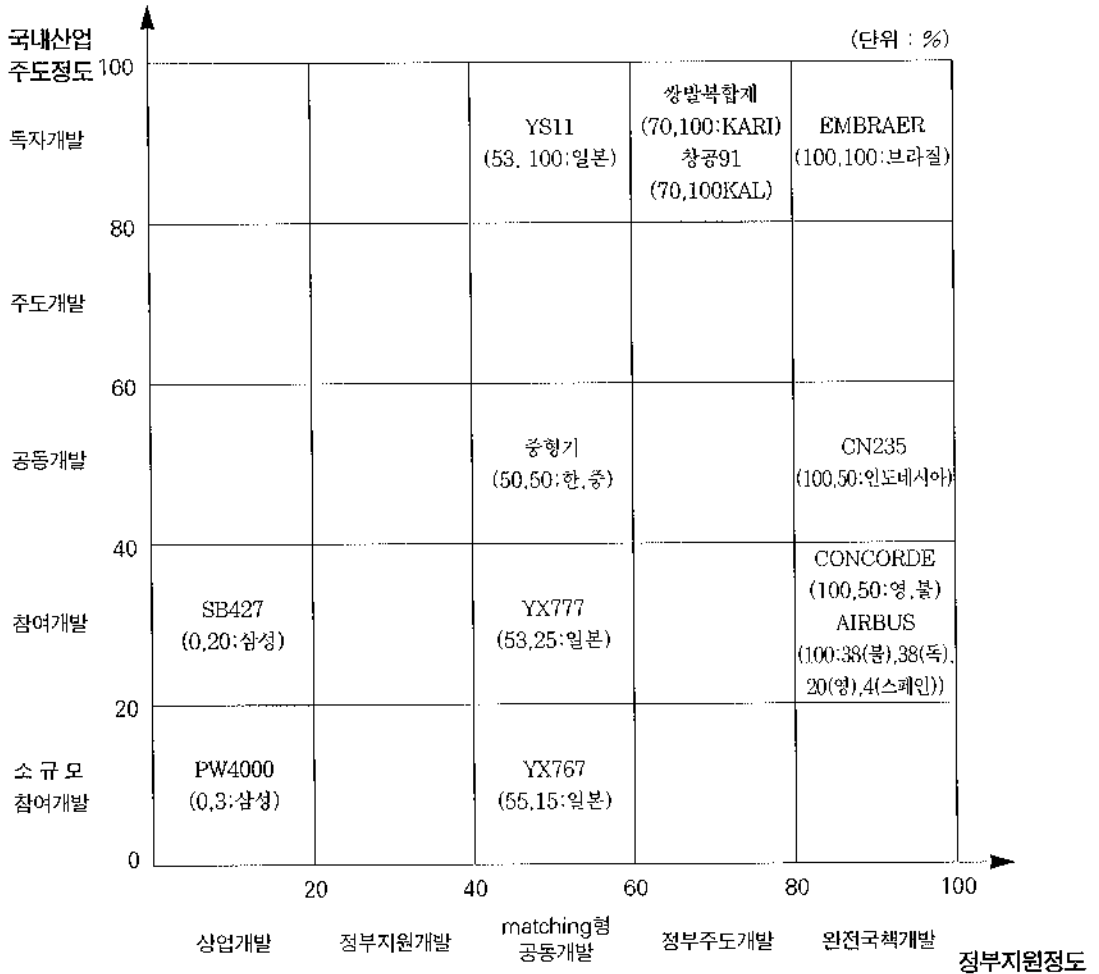 국내산업
주도정도
(단위 : %)
100
독자개발
YS11
(53, 100:일본)
쌍발복합제
(70,100:KARI)
창공91
(70,100KAL)
EMBRAER
(100,100:브라질)
80
주도개발
60
공동개발
중형기
(50,50:한,중)
CN235
(100,50:인도네시아)
40
참여개발
SB427
(0,20:삼성)
YX777
(53,25:일본)
CONCORDE
(100,50:영,불)
AIRBUS
(100:38(불),38(독),
20(영),4(스페인))
20
소 규 모
참여개발
PW4000
(0,3:삼성)
YX767
(55,15:일본)
0
20 40 60 80 100
상업개발 정부지원개발 matching형
공동개발 정부주도개발 완전국책개발
정부지원정도